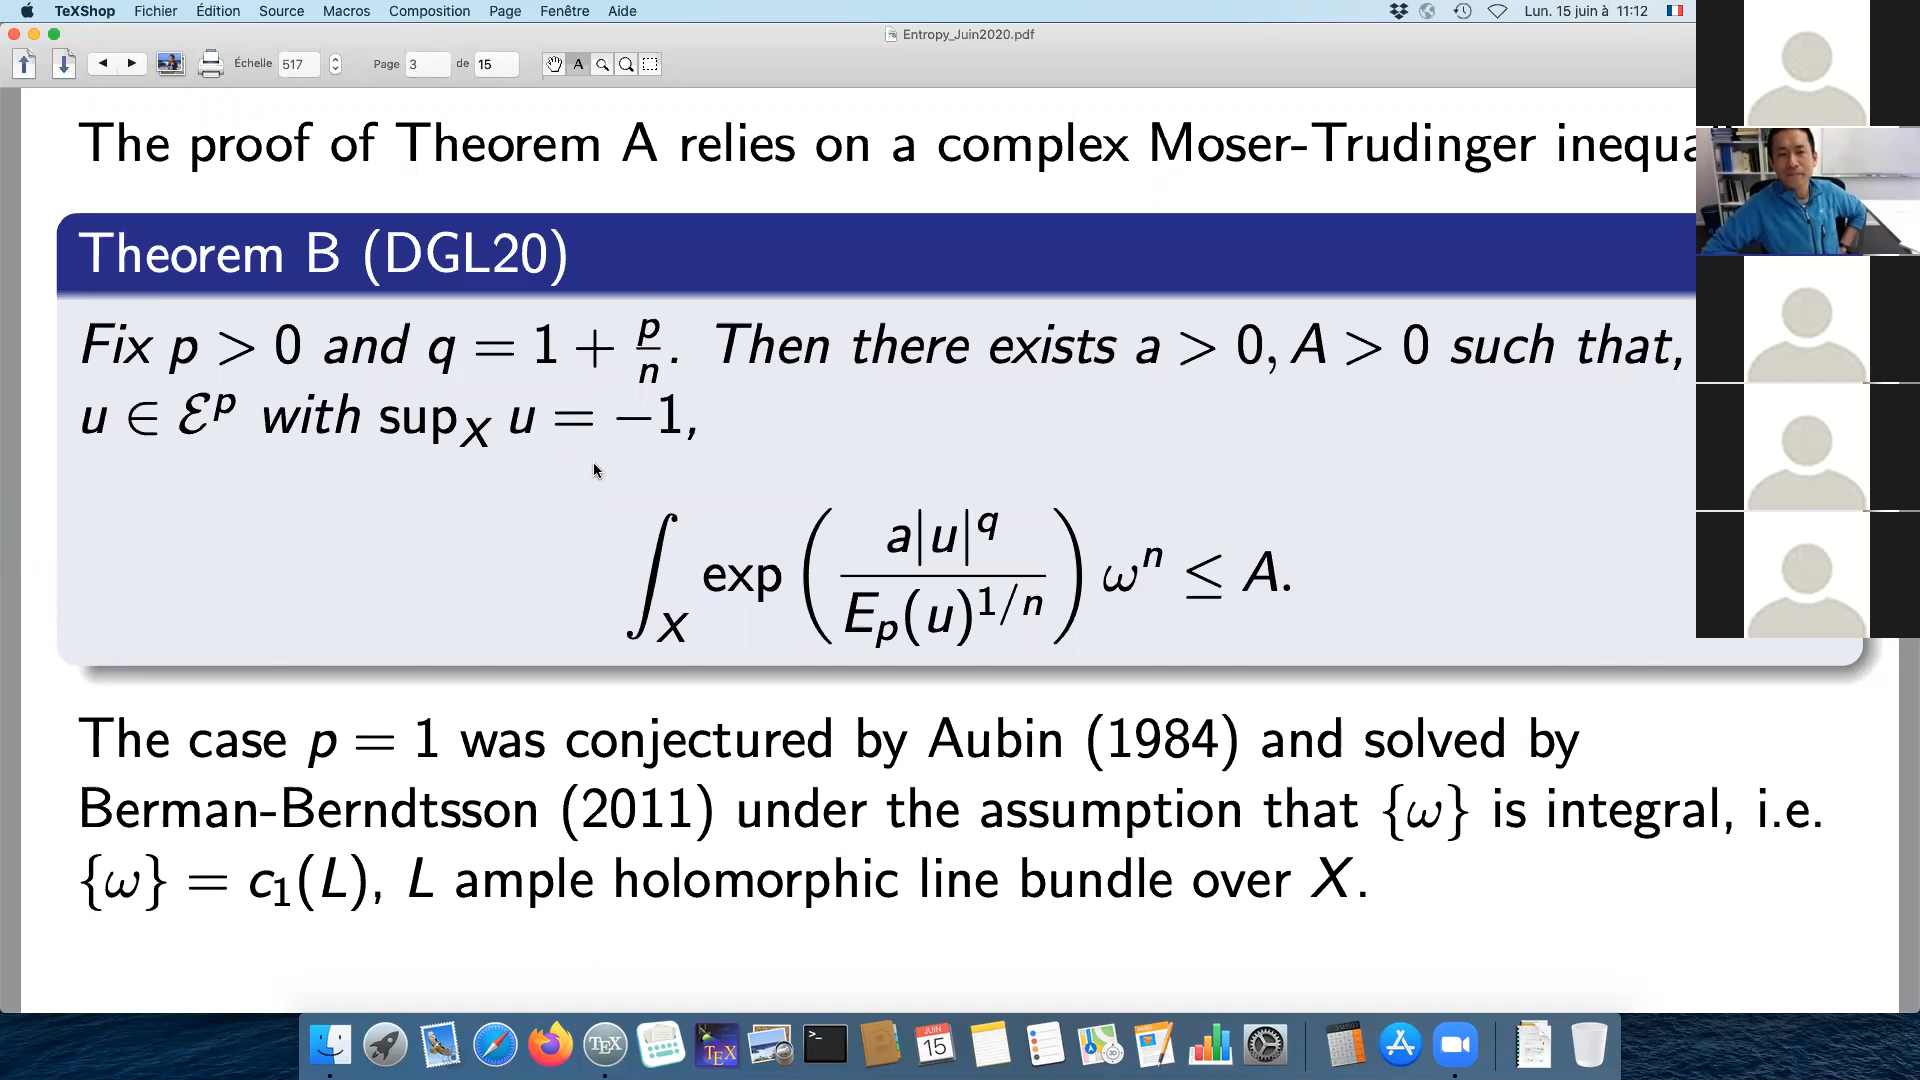 TeXShop Fichier Édition Source Macros Composition Page Fenêtre Aide Lun. 15 juin à 11:12
Entropy_Juin2020.pdf
Échelle 517 Page 3 de 15 A
The proof of Theorem A relies on a complex Moser-Trudinger inequa
Theorem B (DGL20)
Fix p > 0 and q = 1 + p/n. Then there exists a > 0, A > 0 such that,
u ∈ ℰ^p with sup_X u = −1,
∫_X exp ( a|u|^q / E_p(u)^{1/n} ) ω^n ≤ A.
The case p = 1 was conjectured by Aubin (1984) and solved by
Berman-Berndtsson (2011) under the assumption that {ω} is integral, i.e.
{ω} = c_1(L), L ample holomorphic line bundle over X.
TEX TEX JUIN 15